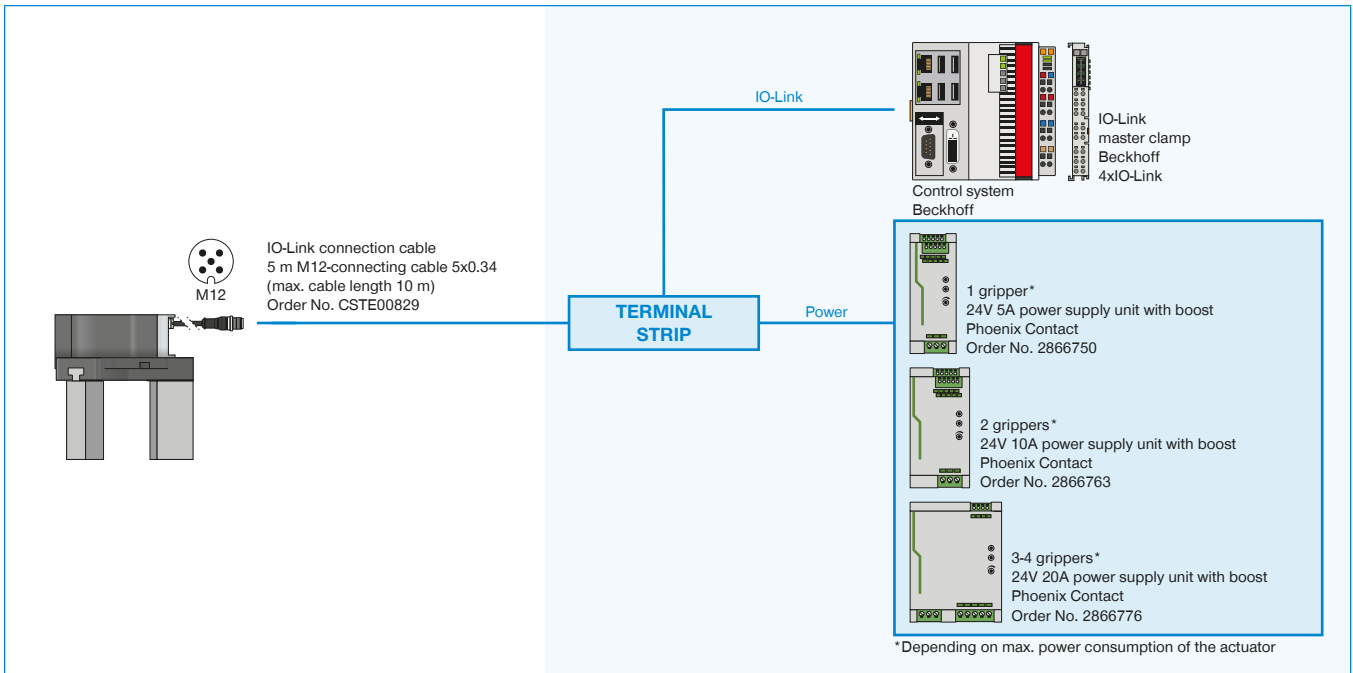 IO-Link
IO-Link
master clamp
Beckhoff
4xIO-Link
Control system
Beckhoff
M12
IO-Link connection cable
5 m M12-connecting cable 5x0.34
(max. cable length 10 m)
Order No. CSTE00829
TERMINAL
STRIP
Power
1 gripper*
24V 5A power supply unit with boost
Phoenix Contact
Order No. 2866750
2 grippers*
24V 10A power supply unit with boost
Phoenix Contact
Order No. 2866763
3-4 grippers*
24V 20A power supply unit with boost
Phoenix Contact
Order No. 2866776
*Depending on max. power consumption of the actuator